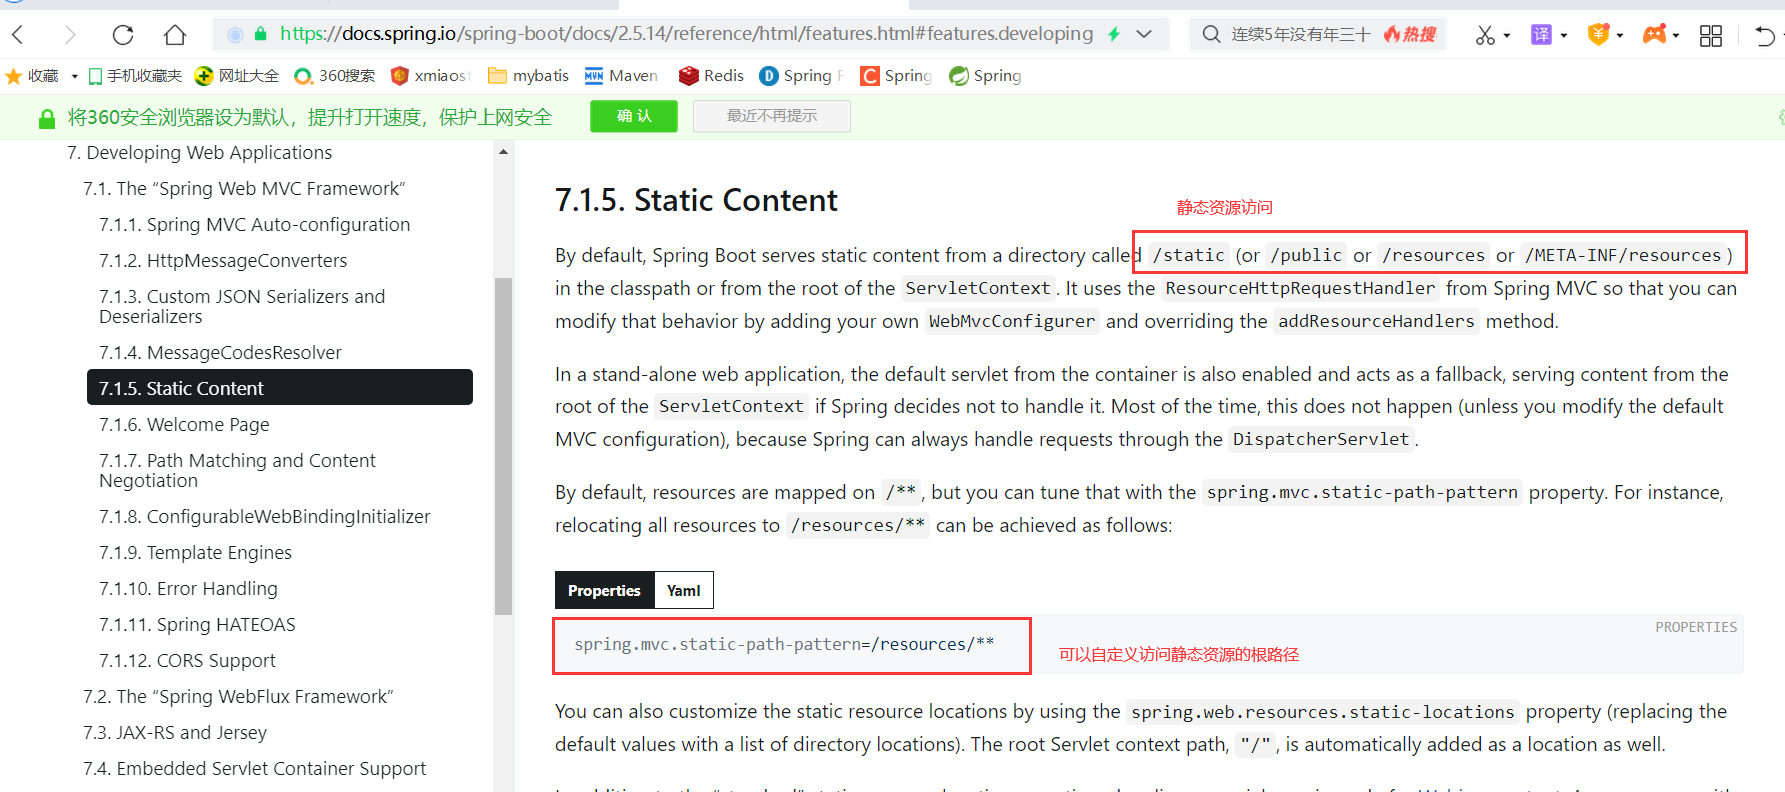 https://docs.spring.io/spring-boot/docs/2.5.14/reference/html/features.html#features.developing
连续5年没有年三十 热搜
译
收藏 手机收藏夹 网址大全 360搜索 xmiaost mybatis Maven Redis Spring F Spring Spring
将360安全浏览器设为默认，提升打开速度，保护上网安全 确 认 最近不再提示
7. Developing Web Applications
7.1. The “Spring Web MVC Framework”
7.1.1. Spring MVC Auto-configuration
7.1.2. HttpMessageConverters
7.1.3. Custom JSON Serializers and
Deserializers
7.1.4. MessageCodesResolver
7.1.5. Static Content
7.1.6. Welcome Page
7.1.7. Path Matching and Content
Negotiation
7.1.8. ConfigurableWebBindingInitializer
7.1.9. Template Engines
7.1.10. Error Handling
7.1.11. Spring HATEOAS
7.1.12. CORS Support
7.2. The “Spring WebFlux Framework”
7.3. JAX-RS and Jersey
7.4. Embedded Servlet Container Support
7.1.5. Static Content
静态资源访问
By default, Spring Boot serves static content from a directory called /static (or /public or /resources or /META-INF/resources)
in the classpath or from the root of the ServletContext. It uses the ResourceHttpRequestHandler from Spring MVC so that you can
modify that behavior by adding your own WebMvcConfigurer and overriding the addResourceHandlers method.
In a stand-alone web application, the default servlet from the container is also enabled and acts as a fallback, serving content from the
root of the ServletContext if Spring decides not to handle it. Most of the time, this does not happen (unless you modify the default
MVC configuration), because Spring can always handle requests through the DispatcherServlet.
By default, resources are mapped on /**, but you can tune that with the spring.mvc.static-path-pattern property. For instance,
relocating all resources to /resources/** can be achieved as follows:
Properties Yaml
PROPERTIES
spring.mvc.static-path-pattern=/resources/**
可以自定义访问静态资源的根路径
You can also customize the static resource locations by using the spring.web.resources.static-locations property (replacing the
default values with a list of directory locations). The root Servlet context path, "/", is automatically added as a location as well.